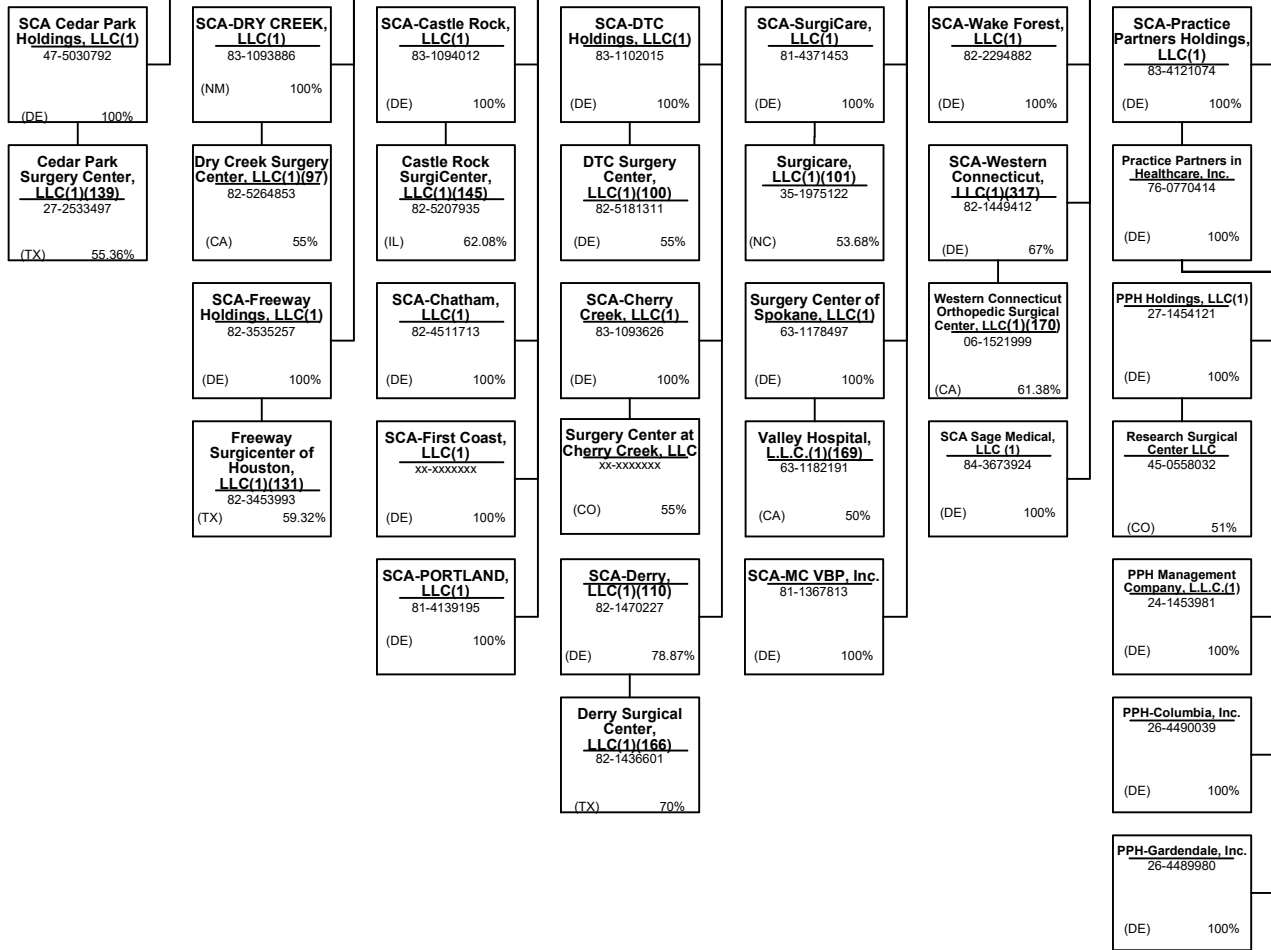 SCA Cedar Park
Holdings, LLC(1)
47-5030792
(DE) 100%
Cedar Park
Surgery Center,
LLC(1)(139)
27-2533497
(TX) 55.36%
SCA-DRY CREEK,
LLC(1)
83-1093886
(NM) 100%
Dry Creek Surgery
Center, LLC(1)(97)
82-5264853
(CA) 55%
SCA-Freeway
Holdings, LLC(1)
82-3535257
(DE) 100%
Freeway
Surgicenter of
Houston,
LLC(1)(131)
82-3453993
(TX) 59.32%
SCA-Castle Rock,
LLC(1)
83-1094012
(DE) 100%
Castle Rock
SurgiCenter,
LLC(1)(145)
82-5207935
(IL) 62.08%
SCA-Chatham,
LLC(1)
82-4511713
(DE) 100%
SCA-First Coast,
LLC(1)
xx-xxxxxxx
(DE) 100%
SCA-PORTLAND,
LLC(1)
81-4139195
(DE) 100%
SCA-DTC
Holdings, LLC(1)
83-1102015
(DE) 100%
DTC Surgery
Center,
LLC(1)(100)
82-5181311
(DE) 55%
SCA-Cherry
Creek, LLC(1)
83-1093626
(DE) 100%
Surgery Center at
Cherry Creek, LLC
xx-xxxxxxx
(CO) 55%
SCA-Derry,
LLC(1)(110)
82-1470227
(DE) 78.87%
Derry Surgical
Center,
LLC(1)(166)
82-1436601
(TX) 70%
SCA-SurgiCare,
LLC(1)
81-4371453
(DE) 100%
Surgicare,
LLC(1)(101)
35-1975122
(NC) 53.68%
Surgery Center of
Spokane, LLC(1)
63-1178497
(DE) 100%
Valley Hospital,
L.L.C.(1)(169)
63-1182191
(CA) 50%
SCA-MC VBP, Inc.
81-1367813
(DE) 100%
SCA-Wake Forest,
LLC(1)
82-2294882
(DE) 100%
SCA-Western
Connecticut,
LLC(1)(317)
82-1449412
(DE) 67%
Western Connecticut
Orthopedic Surgical
Center, LLC(1)(170)
06-1521999
(CA) 61.38%
SCA Sage Medical,
LLC (1)
84-3673924
(DE) 100%
SCA-Practice
Partners Holdings,
LLC(1)
83-4121074
(DE) 100%
Practice Partners in
Healthcare, Inc.
76-0770414
(DE) 100%
PPH Holdings, LLC(1)
27-1454121
(DE) 100%
Research Surgical
Center LLC
45-0558032
(CO) 51%
PPH Management
Company, L.L.C.(1)
24-1453981
(DE) 100%
PPH-Columbia, Inc.
26-4490039
(DE) 100%
PPH-Gardendale, Inc.
26-4489980
(DE) 100%